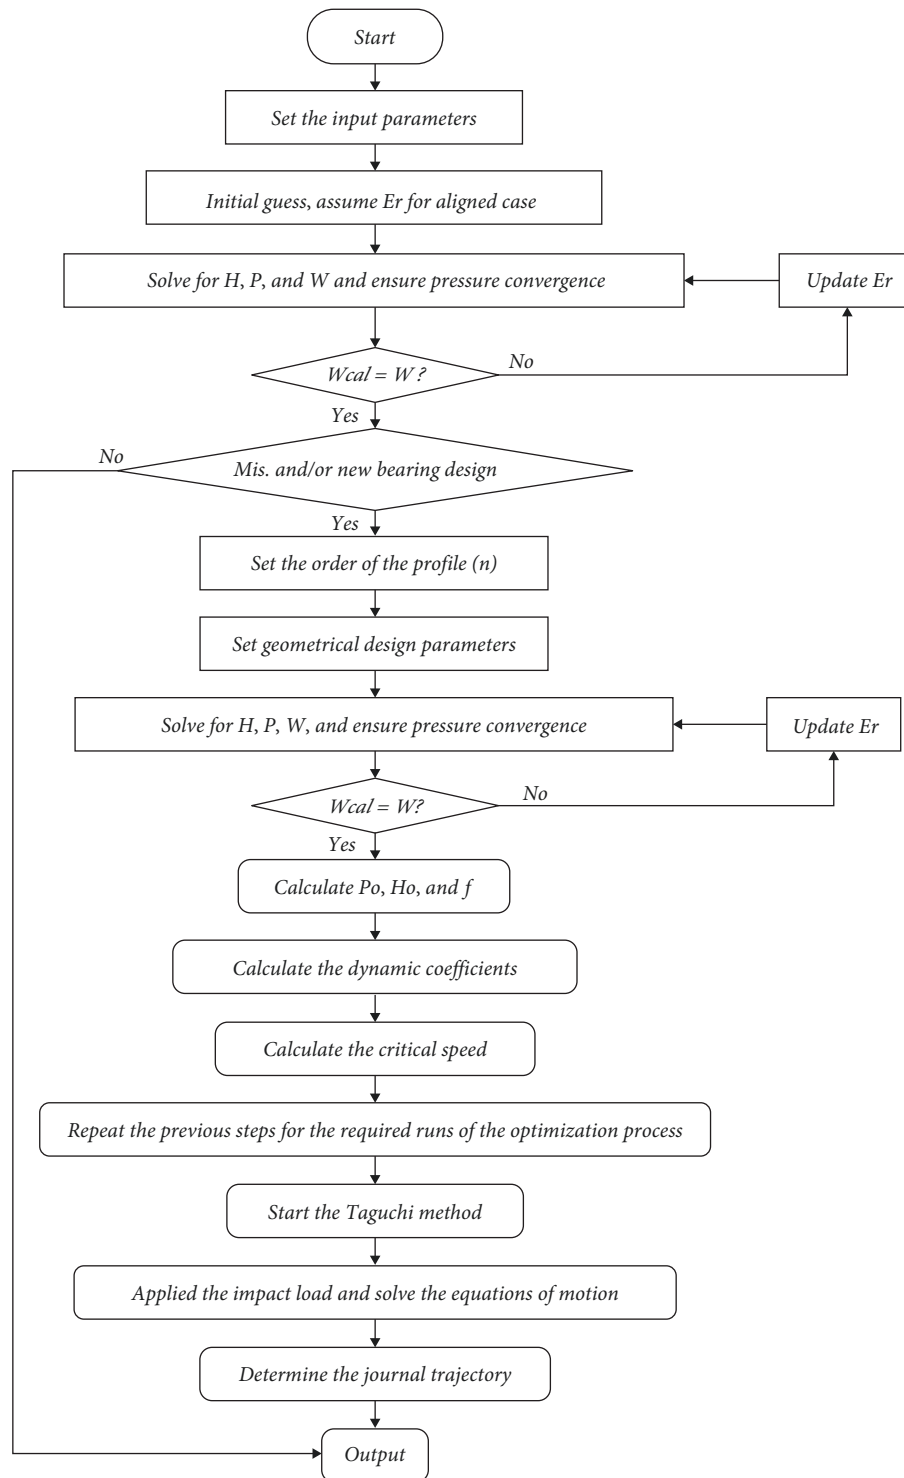 Start
Set the input parameters
Initial guess, assume Er for aligned case
Solve for H, P, and W and ensure pressure convergence
Update Er
Wcal = W?
No
Yes
No
Mis. and/or new bearing design
Yes
Set the order of the profile (n)
Set geometrical design parameters
Solve for H, P, W, and ensure pressure convergence
Update Er
Wcal = W?
No
Yes
Calculate Po, Ho, and f
Calculate the dynamic coefficients
Calculate the critical speed
Repeat the previous steps for the required runs of the optimization process
Start the Taguchi method
Applied the impact load and solve the equations of motion
Determine the journal trajectory
Output